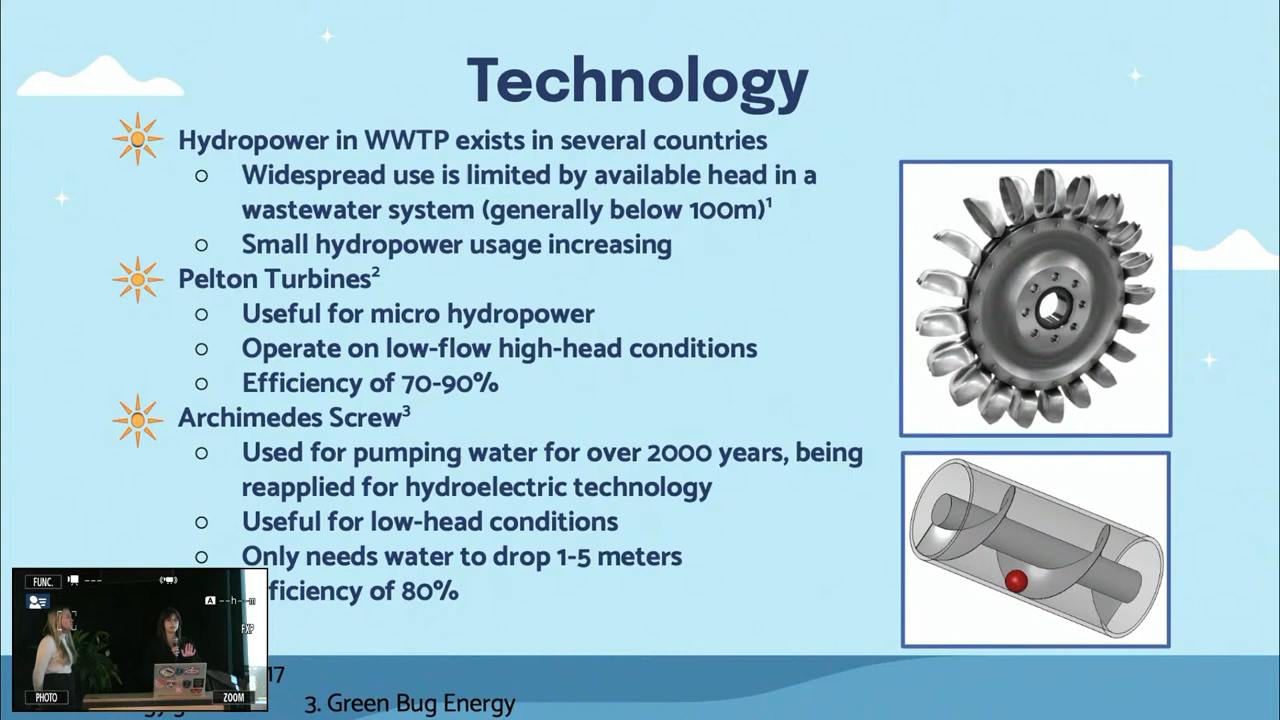 Technology
Hydropower in WWTP exists in several countries
Widespread use is limited by available head in a
wastewater system (generally below 100m)¹
Small hydropower usage increasing
Pelton Turbines²
Useful for micro hydropower
Operate on low-flow high-head conditions
Efficiency of 70-90%
Archimedes Screw³
Used for pumping water for over 2000 years, being
reapplied for hydroelectric technology
Useful for low-head conditions
Only needs water to drop 1-5 meters
ficiency of 80%
17
3. Green Bug Energy
FUNC.
PHOTO
ZOOM